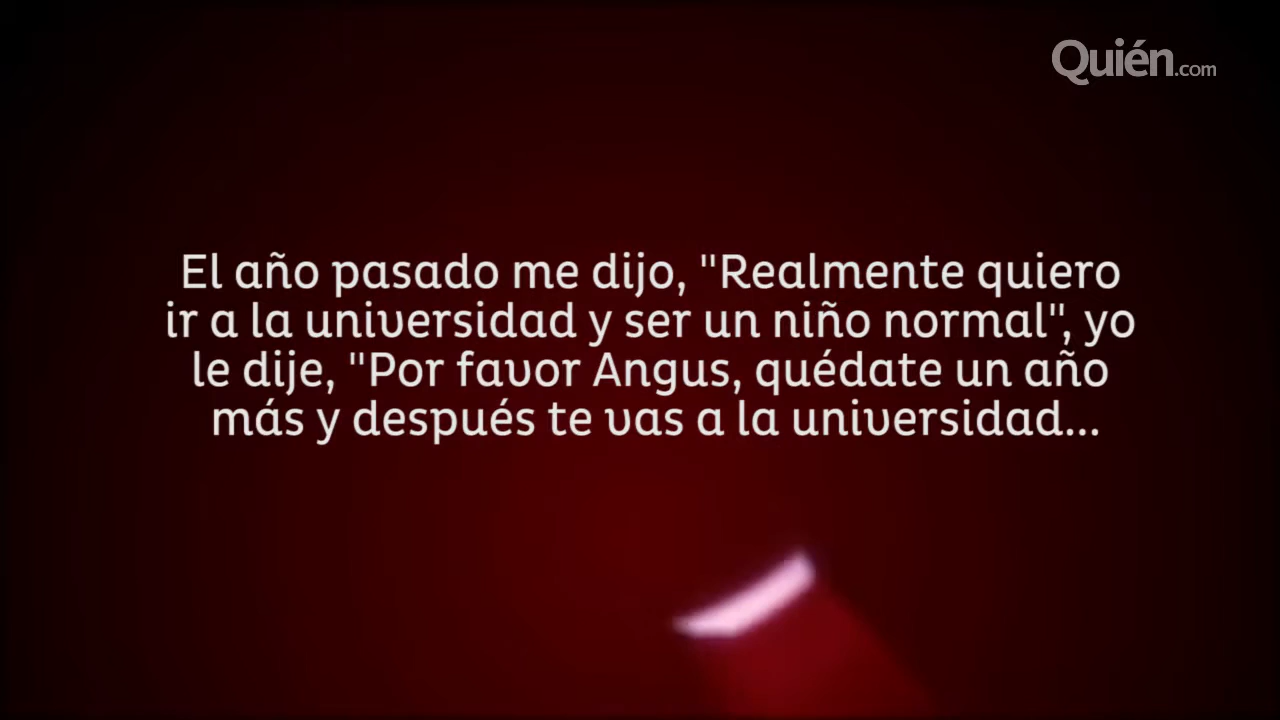 Quién.com
El año pasado me dijo, "Realmente quiero
ir a la universidad y ser un niño normal", yo
le dije, "Por favor Angus, quédate un año
más y después te vas a la universidad...